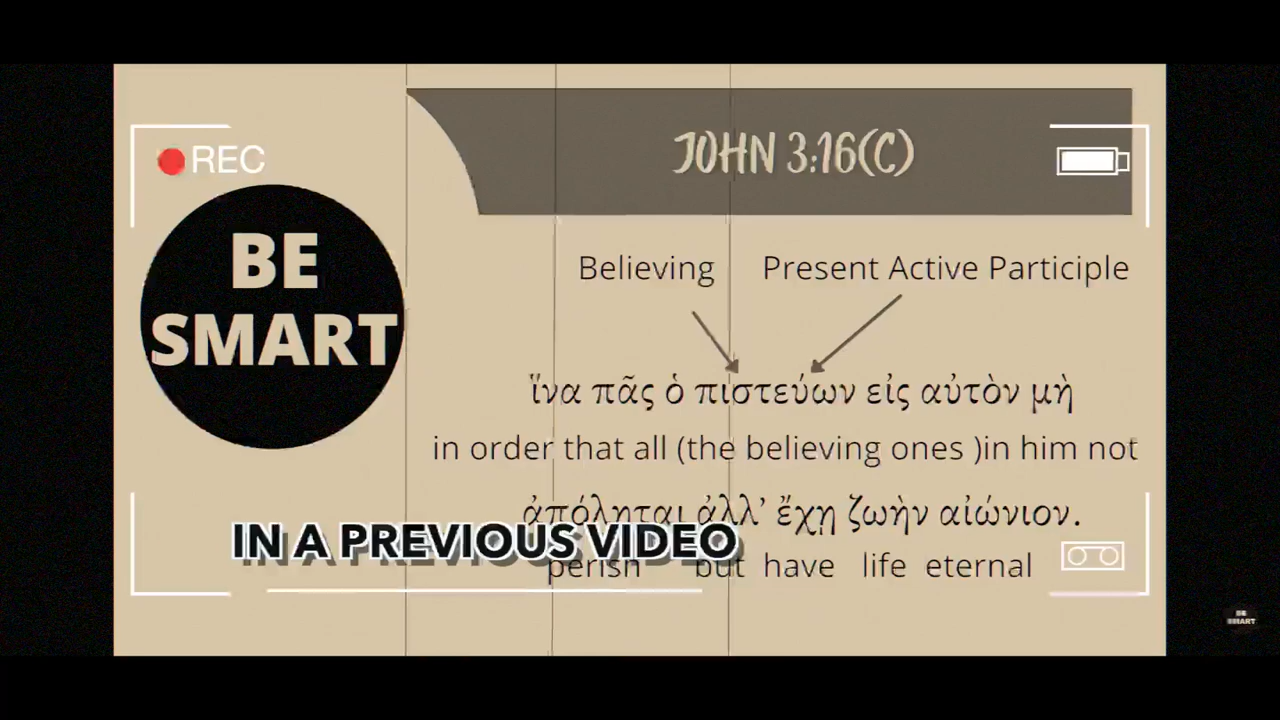 JOHN 3:16(C)
REC
BE
SMART
Believing Present Active Participle
ἵνα πᾶς ὁ πιστεύων εἰς αὐτὸν μὴ
in order that all (the believing ones )in him not
ἀπόληται ἀλλ’ ἔχῃ ζωὴν αἰώνιον.
IN A PREVIOUS VIDEO
perish but have life eternal
BE
SMART